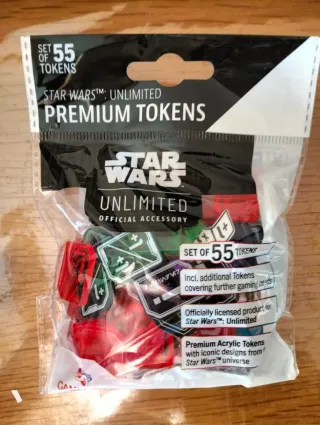 SET OF 55 TOKENS
STAR WARS™: UNLIMITED
PREMIUM TOKENS
STAR WARS
UNLIMITED
OFFICIAL ACCESSORY
SET OF 55 TOKENS
Incl. additional Tokens
covering further gaming
Officially licensed product
Star Wars™: Unlimited
Premium Acrylic Tokens
with iconic designs from
Star Wars™ universe